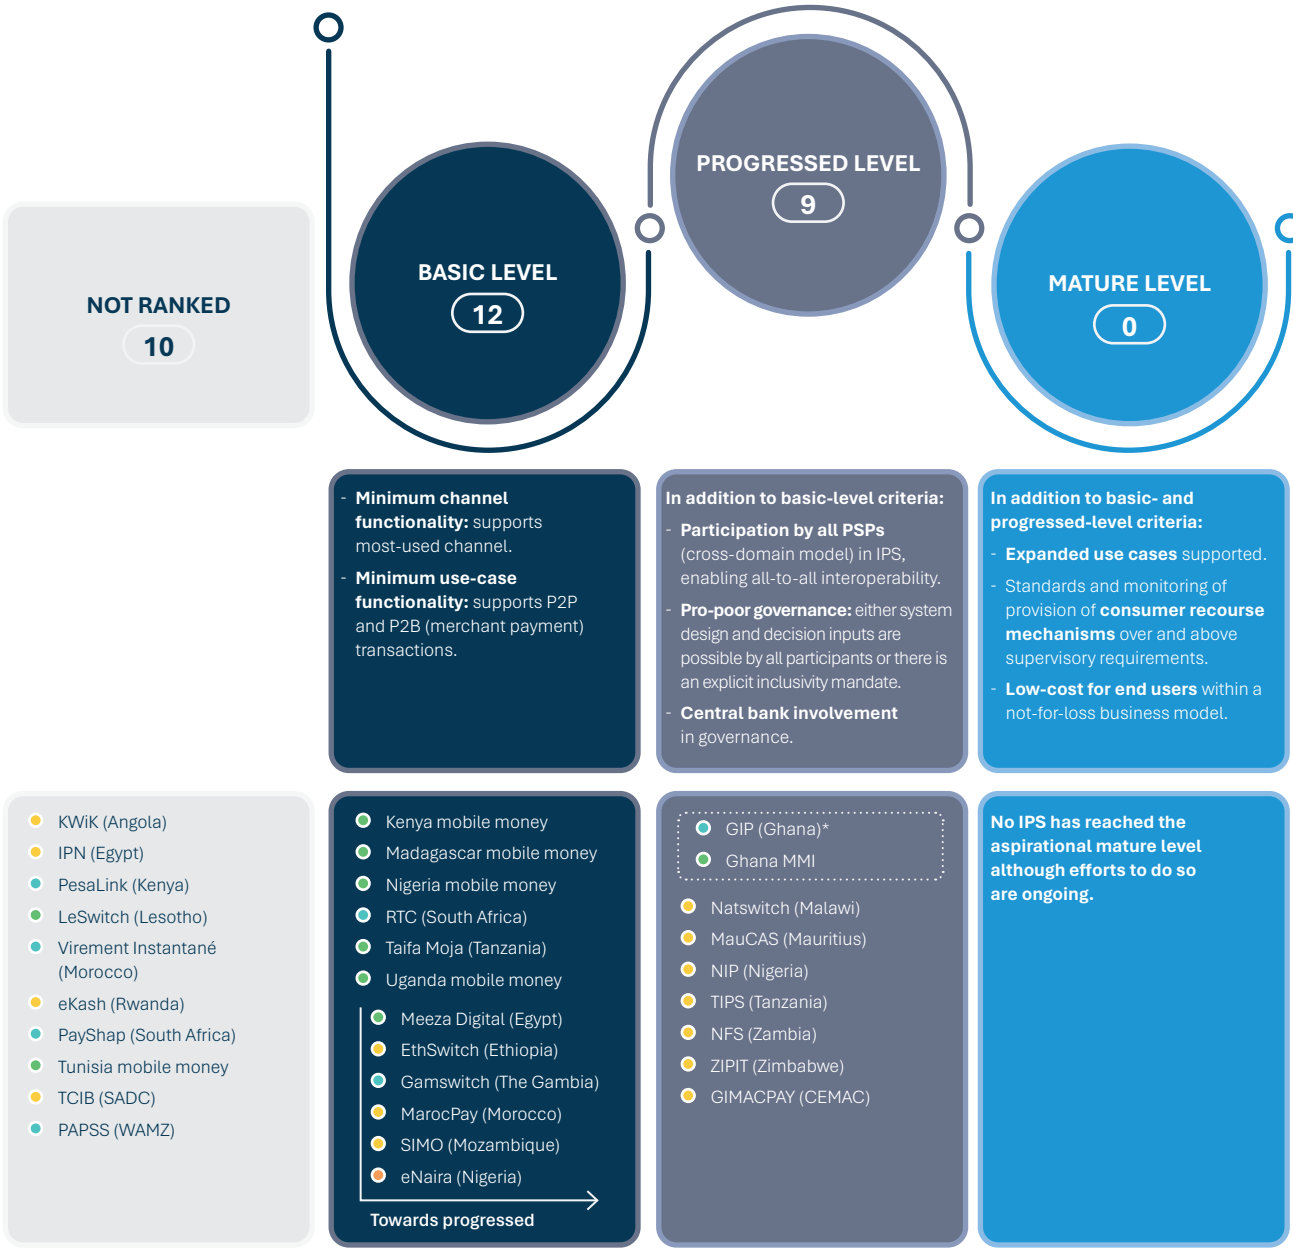 NOT RANKED
10
BASIC LEVEL
12
PROGRESSED LEVEL
9
MATURE LEVEL
0
- Minimum channel
functionality: supports
most-used channel.
- Minimum use-case
functionality: supports P2P
and P2B (merchant payment)
transactions.
In addition to basic-level criteria:
- Participation by all PSPs
(cross-domain model) in IPS,
enabling all-to-all interoperability.
- Pro-poor governance: either system
design and decision inputs are
possible by all participants or there is
an explicit inclusivity mandate.
- Central bank involvement
in governance.
In addition to basic- and
progressed-level criteria:
- Expanded use cases supported.
- Standards and monitoring of
provision of consumer recourse
mechanisms over and above
supervisory requirements.
- Low-cost for end users within a
not-for-loss business model.
KWiK (Angola)
IPN (Egypt)
PesaLink (Kenya)
LeSwitch (Lesotho)
Virement Instantané
(Morocco)
eKash (Rwanda)
PayShap (South Africa)
Tunisia mobile money
TCIB (SADC)
PAPSS (WAMZ)
Kenya mobile money
Madagascar mobile money
Nigeria mobile money
RTC (South Africa)
Taifa Moja (Tanzania)
Uganda mobile money
Meeza Digital (Egypt)
EthSwitch (Ethiopia)
Gamswitch (The Gambia)
MarocPay (Morocco)
SIMO (Mozambique)
eNaira (Nigeria)
Towards progressed
GIP (Ghana)*
Ghana MMI
Natswitch (Malawi)
MauCAS (Mauritius)
NIP (Nigeria)
TIPS (Tanzania)
NFS (Zambia)
ZIPIT (Zimbabwe)
GIMACPAY (CEMAC)
No IPS has reached the
aspirational mature level
although efforts to do so
are ongoing.